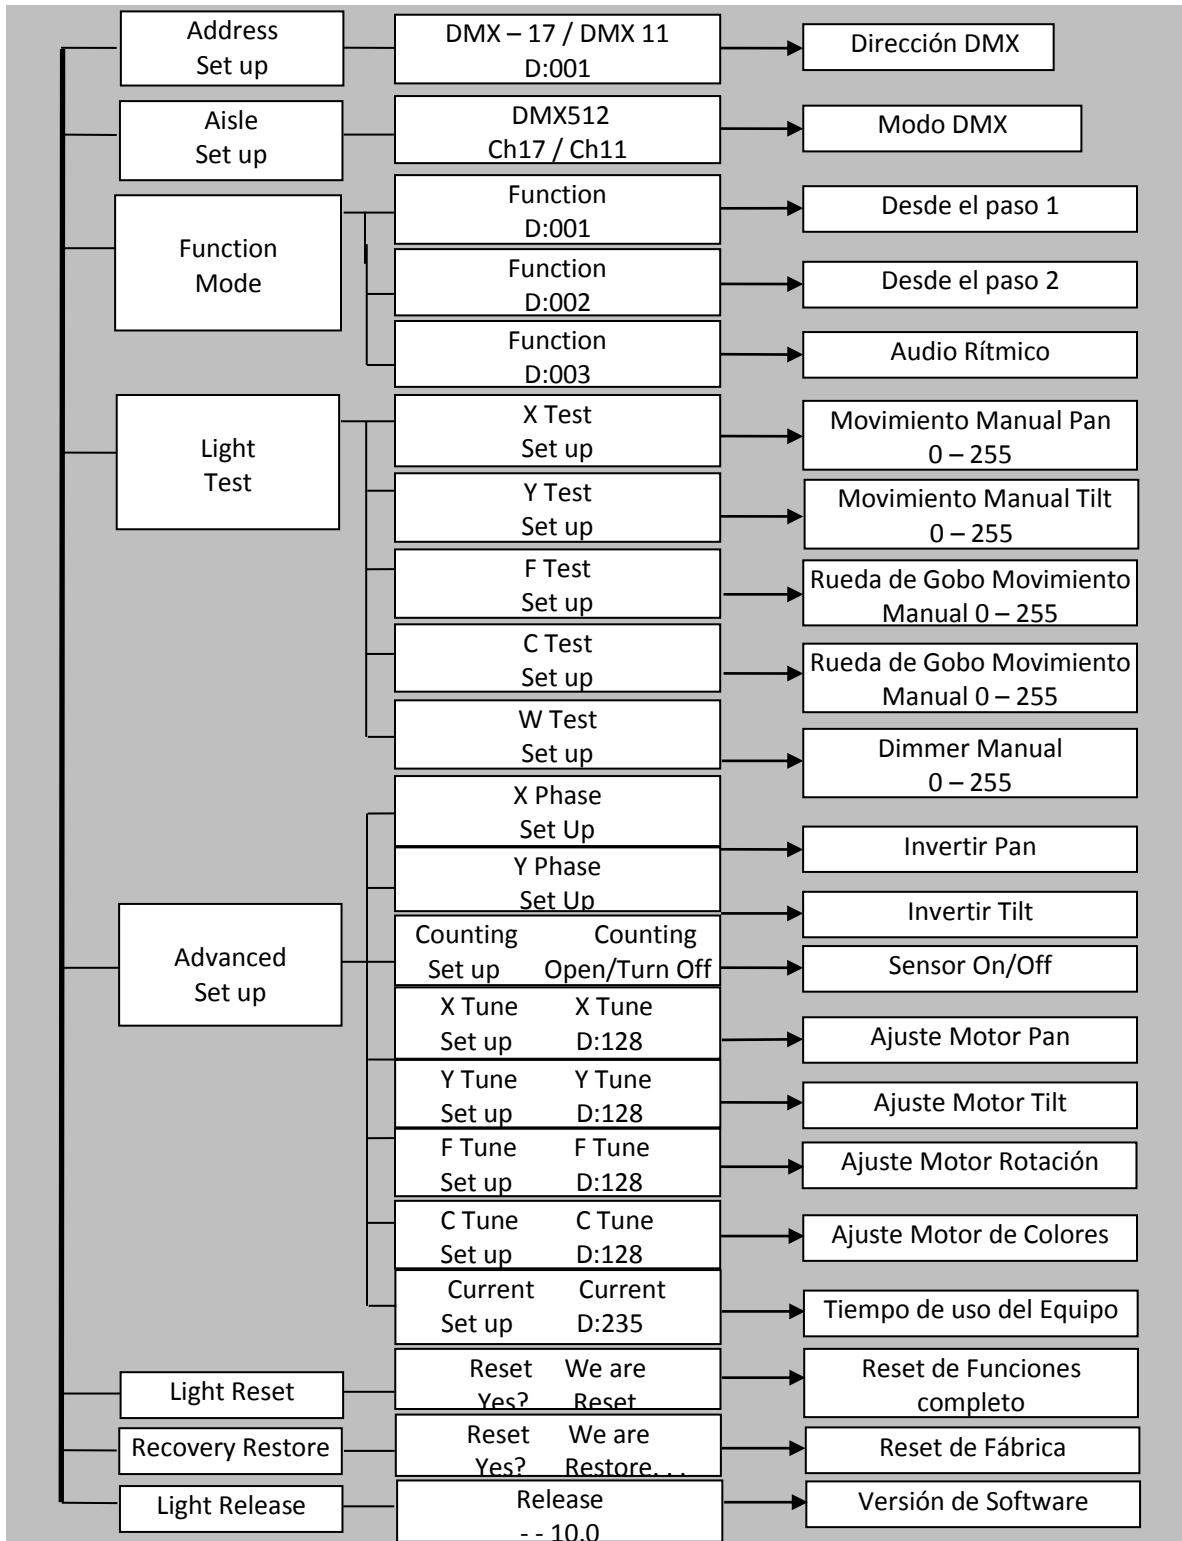 Address
Set up
DMX – 17 / DMX 11
D:001
Dirección DMX
Aisle
Set up
DMX512
Ch17 / Ch11
Modo DMX
Function
Mode
Function
D:001
Desde el paso 1
Function
D:002
Desde el paso 2
Function
D:003
Audio Rítmico
Light
Test
X Test
Set up
Movimiento Manual Pan
0 – 255
Y Test
Set up
Movimiento Manual Tilt
0 – 255
F Test
Set up
Rueda de Gobo Movimiento
Manual 0 – 255
C Test
Set up
Rueda de Gobo Movimiento
Manual 0 – 255
W Test
Set up
Dimmer Manual
0 – 255
Advanced
Set up
X Phase
Set Up
Invertir Pan
Y Phase
Set Up
Invertir Tilt
Counting Counting
Set up Open/Turn Off
Sensor On/Off
X Tune X Tune
Set up D:128
Ajuste Motor Pan
Y Tune Y Tune
Set up D:128
Ajuste Motor Tilt
F Tune F Tune
Set up D:128
Ajuste Motor Rotación
C Tune C Tune
Set up D:128
Ajuste Motor de Colores
Current Current
Set up D:235
Tiempo de uso del Equipo
Light Reset
Reset We are
Yes? Reset
Reset de Funciones
completo
Recovery Restore
Reset We are
Yes? Restore. . .
Reset de Fábrica
Light Release
Release
- - 10.0
Versión de Software